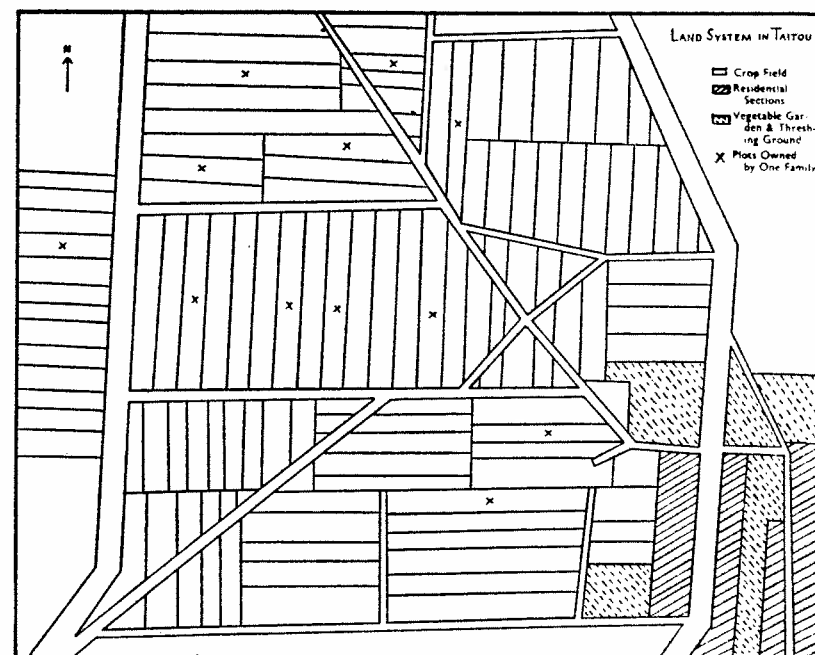 N
LAND SYSTEM IN TAITOU
Crop Field
Residential
Sections
Vegetable Gar-
den & Thresh-
ing Ground
X Plots Owned
by One Family